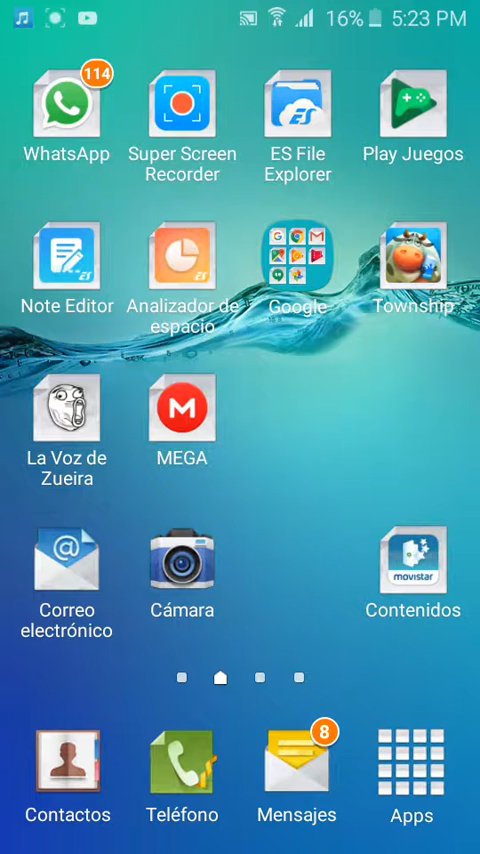 16% 5:23 PM
114
WhatsApp
Super Screen
Recorder
ES File
Explorer
Play Juegos
Note Editor
Analizador de
espacio
Google
Township
La Voz de
Zueira
MEGA
Correo
electrónico
Cámara
movistar
Contenidos
8
Contactos
Teléfono
Mensajes
Apps